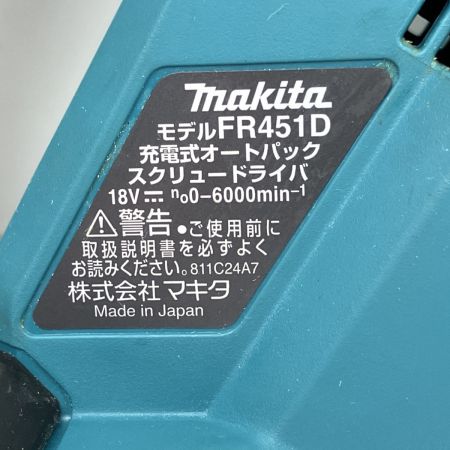 makita
モデルFR451D
充電式オートパック
スクリュードライバ
18V⎓ n₀0-6000min⁻¹
⚠警告 ●ご使用前に
取扱説明書を必ずよく
お読みください。811C24A7
株式会社マキタ
Made in Japan